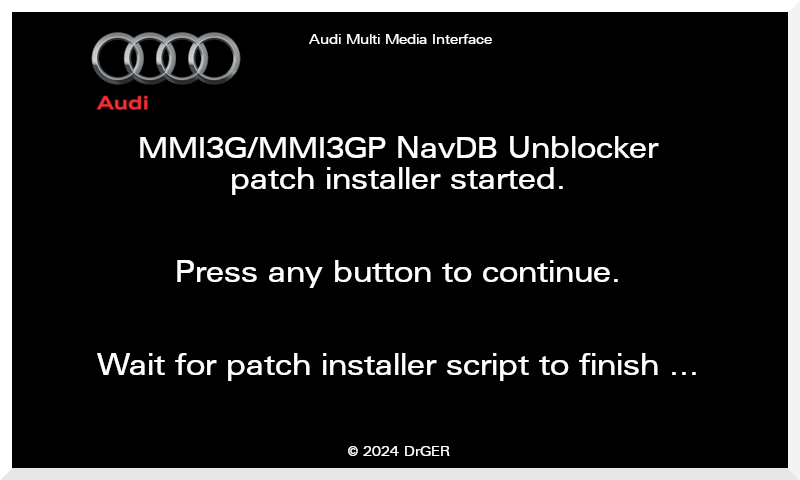 Audi Multi Media Interface
Audi
MMI3G/MMI3GP NavDB Unblocker
patch installer started.
Press any button to continue.
Wait for patch installer script to finish ...
© 2024 DrGER